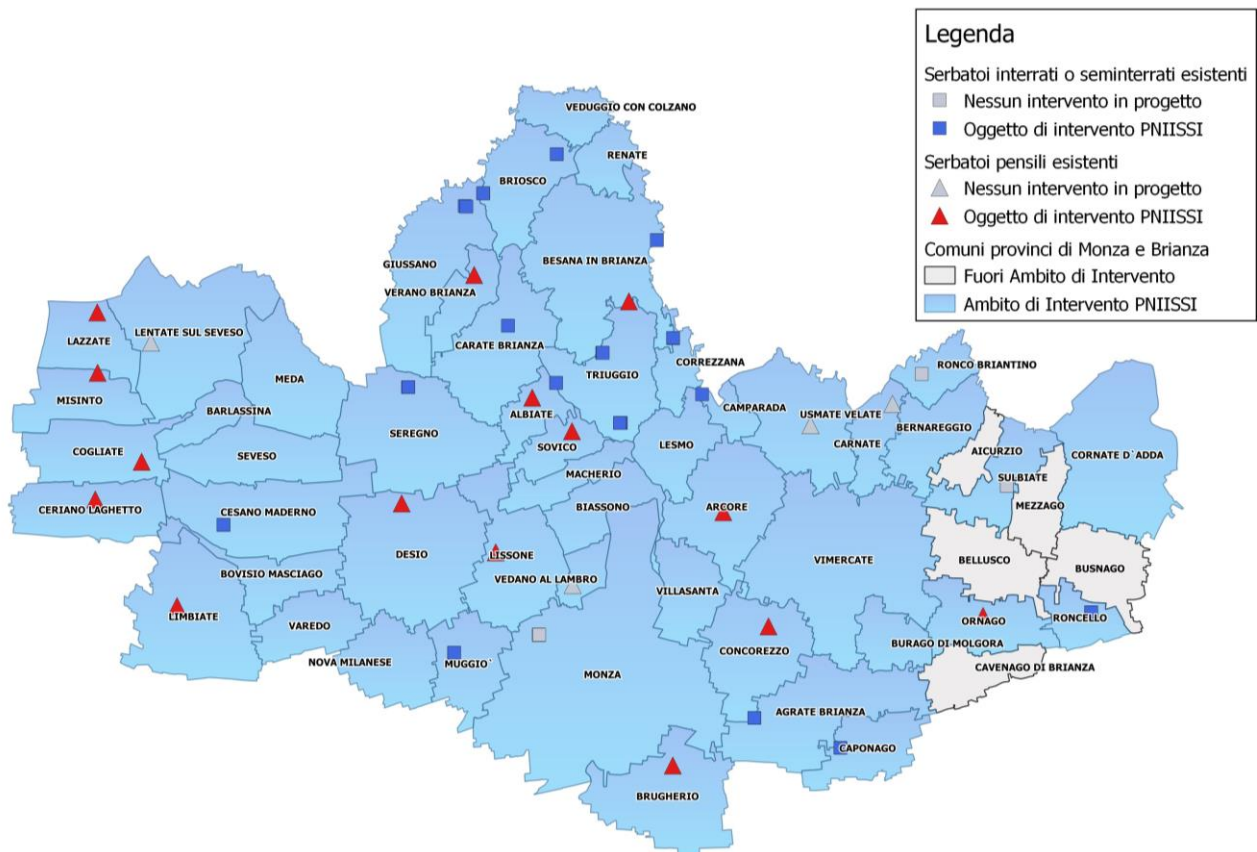 Legenda
Serbatoi interrati o seminterrati esistenti
Nessun intervento in progetto
Oggetto di intervento PNIISSI
Serbatoi pensili esistenti
Nessun intervento in progetto
Oggetto di intervento PNIISSI
Comuni provinci di Monza e Brianza
Fuori Ambito di Intervento
Ambito di Intervento PNIISSI
VEDUGGIO CON COLZANO
RENATE
BRIOSCO
BESANA IN BRIANZA
GIUSSANO
VERANO BRIANZA
LENTATE SUL SEVESO
LAZZATE
CARATE BRIANZA
CORREZZANA
RONCO BRIANTINO
TRIUGGIO
MEDA
MISINTO
BARLASSINA
CAMPARADA
USMATE VELATE
ALBIATE
SEREGNO
CARNATE
BERNAREGGIO
SOVICO
LESMO
COGLIATE
SEVESO
AICURZIO
CORNATE D`ADDA
MACHERIO
SULBIATE
MEZZAGO
BIASSONO
ARCORE
CERIANO LAGHETTO
CESANO MADERNO
DESIO
LISSONE
VIMERCATE
BELLUSCO
BUSNAGO
BOVISIO MASCIAGO
VEDANO AL LAMBRO
VILLASANTA
LIMBIATE
VAREDO
ORNAGO
RONCELLO
BURAGO DI MOLGORA
CONCOREZZO
NOVA MILANESE
MUGGIO`
MONZA
CAVENAGO DI BRIANZA
AGRATE BRIANZA
CAPONAGO
BRUGHERIO